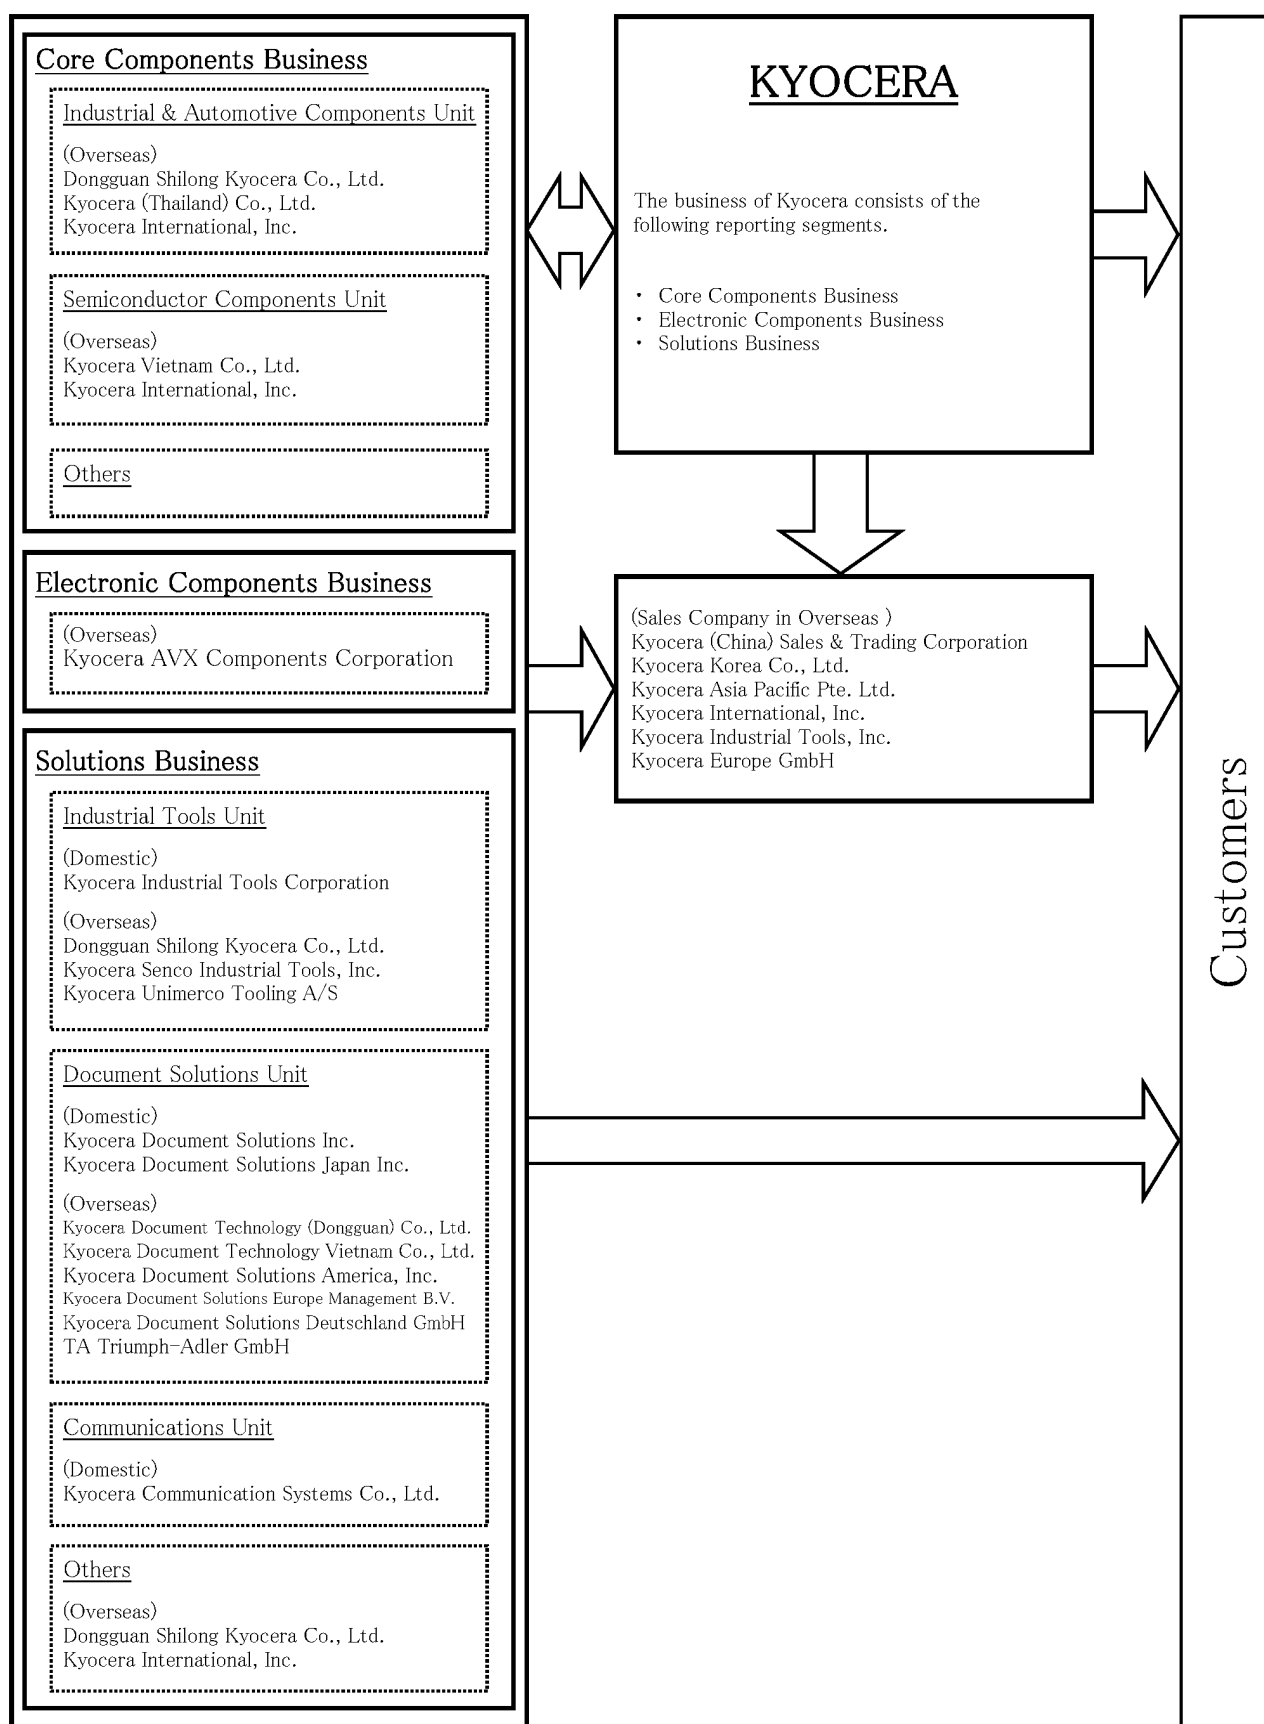 Core Components Business
Industrial & Automotive Components Unit
(Overseas)
Dongguan Shilong Kyocera Co., Ltd.
Kyocera (Thailand) Co., Ltd.
Kyocera International, Inc.
Semiconductor Components Unit
(Overseas)
Kyocera Vietnam Co., Ltd.
Kyocera International, Inc.
Others
Electronic Components Business
(Overseas)
Kyocera AVX Components Corporation
Solutions Business
Industrial Tools Unit
(Domestic)
Kyocera Industrial Tools Corporation
(Overseas)
Dongguan Shilong Kyocera Co., Ltd.
Kyocera Senco Industrial Tools, Inc.
Kyocera Unimerco Tooling A/S
Document Solutions Unit
(Domestic)
Kyocera Document Solutions Inc.
Kyocera Document Solutions Japan Inc.
(Overseas)
Kyocera Document Technology (Dongguan) Co., Ltd.
Kyocera Document Technology Vietnam Co., Ltd.
Kyocera Document Solutions America, Inc.
Kyocera Document Solutions Europe Management B.V.
Kyocera Document Solutions Deutschland GmbH
TA Triumph-Adler GmbH
Communications Unit
(Domestic)
Kyocera Communication Systems Co., Ltd.
Others
(Overseas)
Dongguan Shilong Kyocera Co., Ltd.
Kyocera International, Inc.
KYOCERA
The business of Kyocera consists of the
following reporting segments.
・ Core Components Business
・ Electronic Components Business
・ Solutions Business
(Sales Company in Overseas )
Kyocera (China) Sales & Trading Corporation
Kyocera Korea Co., Ltd.
Kyocera Asia Pacific Pte. Ltd.
Kyocera International, Inc.
Kyocera Industrial Tools, Inc.
Kyocera Europe GmbH
Customers